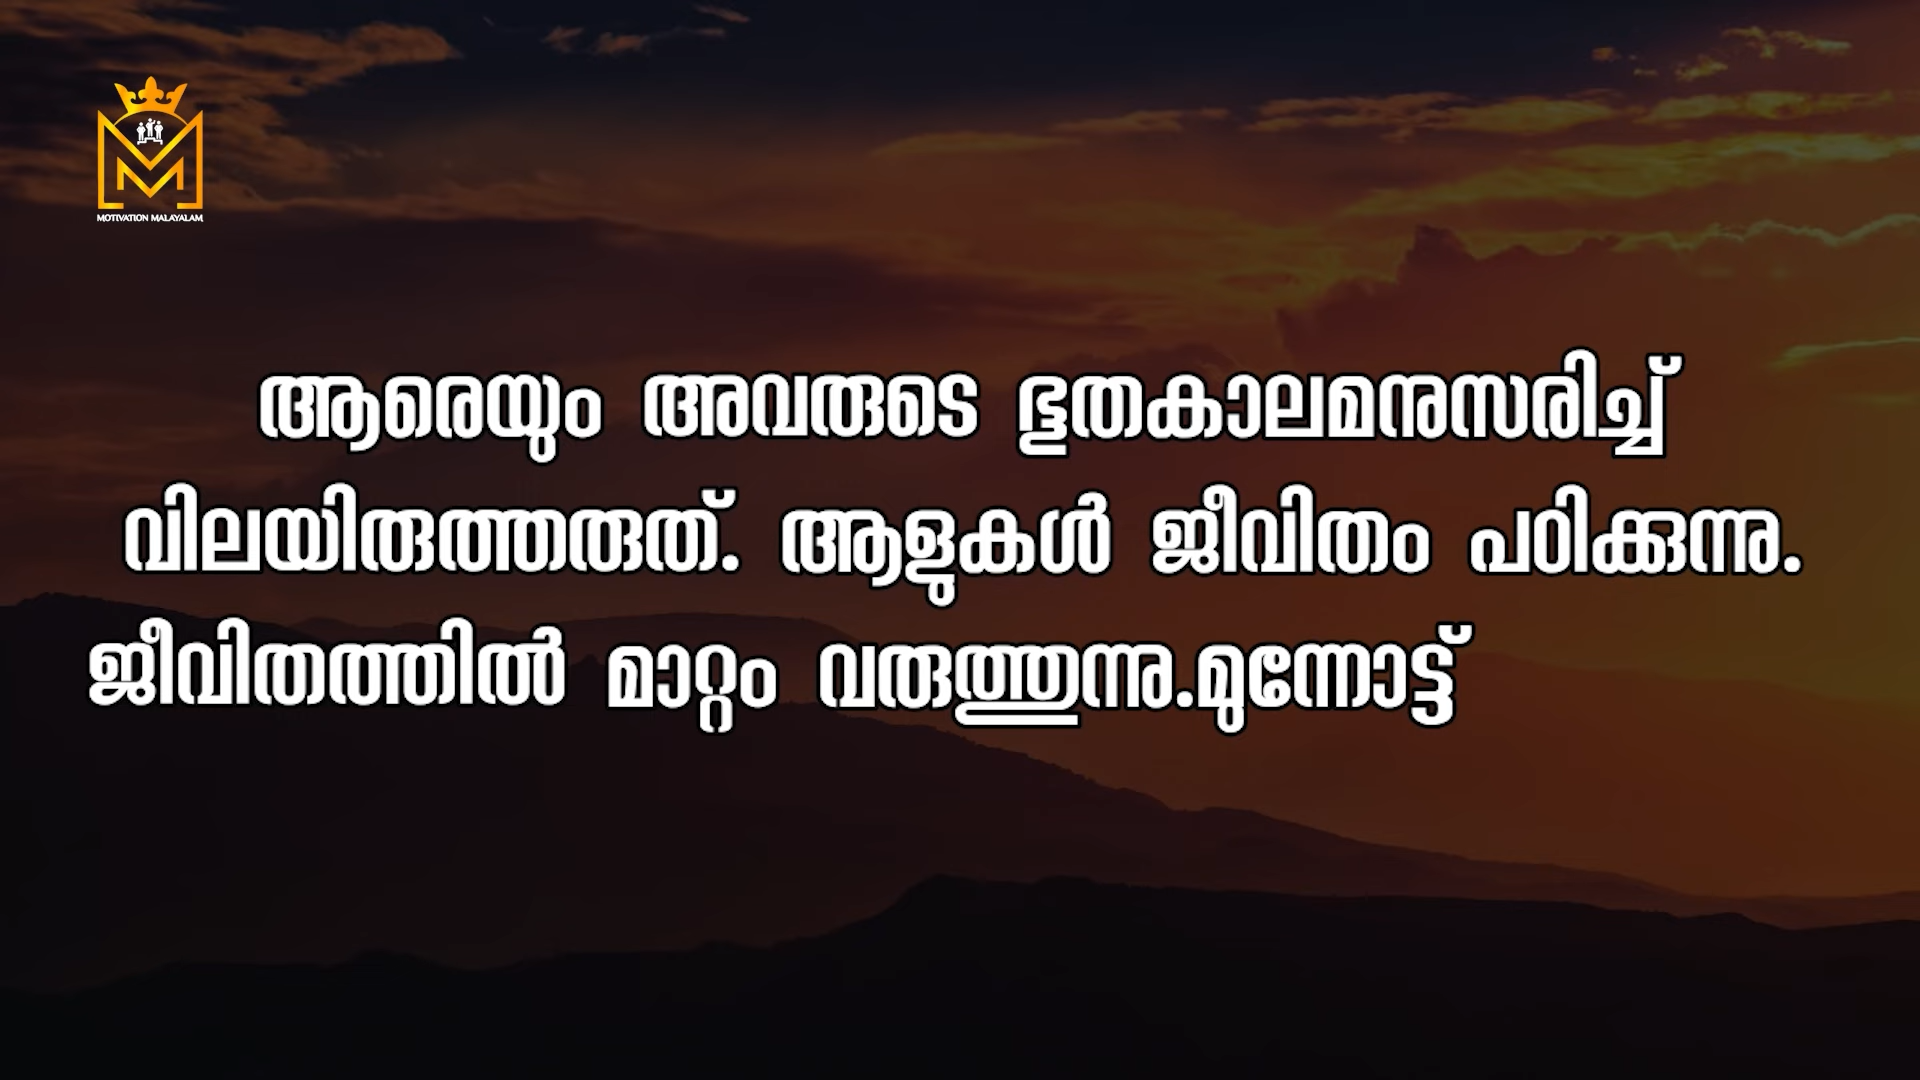 MOTIVATION MALAYALAM
ആരെയും അവരുടെ ഭൂതകാലമനുസരിച്ച്
വിലയിരുത്തരുത്. ആളുകൾ ജീവിതം പഠിക്കുന്നു.
ജീവിതത്തിൽ മാറ്റം വരുത്തുന്നു.മുന്നോട്ട്